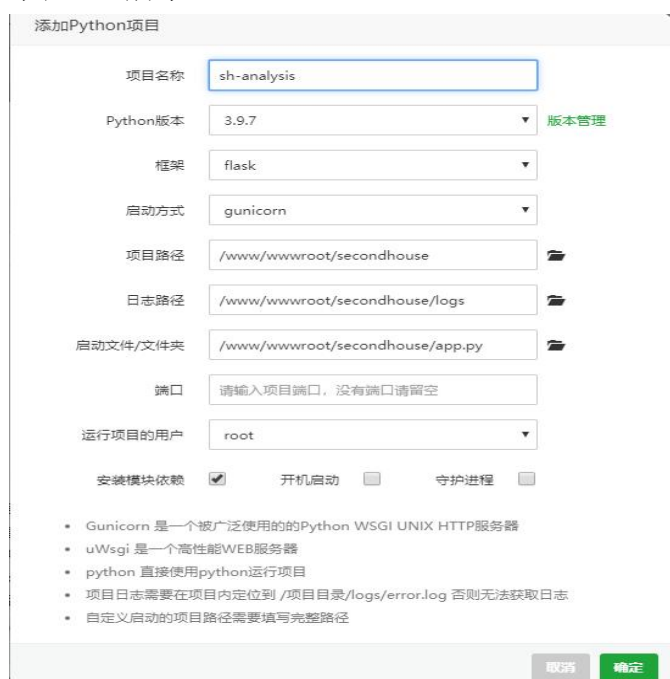 添加Python项目
项目名称 sh-analysis
Python版本 3.9.7 版本管理
框架 flask
启动方式 gunicorn
项目路径 /www/wwwroot/secondhouse
日志路径 /www/wwwroot/secondhouse/logs
启动文件/文件夹 /www/wwwroot/secondhouse/app.py
端口 请输入项目端口，没有端口请留空
运行项目的用户 root
安装模块依赖 开机启动 守护进程
Gunicorn 是一个被广泛使用的的Python WSGI UNIX HTTP服务器
uWsgi 是一个高性能WEB服务器
python 直接使用python运行项目
项目日志需要在项目内定位到 /项目目录/logs/error.log 否则无法获取日志
自定义启动的项目路径需要填写完整路径
取消 确定